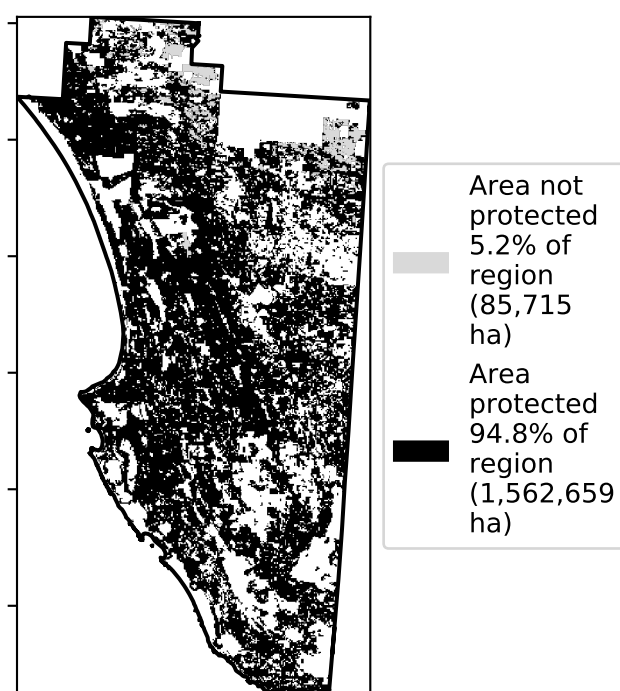 Area not
protected
5.2% of
region
(85,715
ha)
Area
protected
94.8% of
region
(1,562,659
ha)